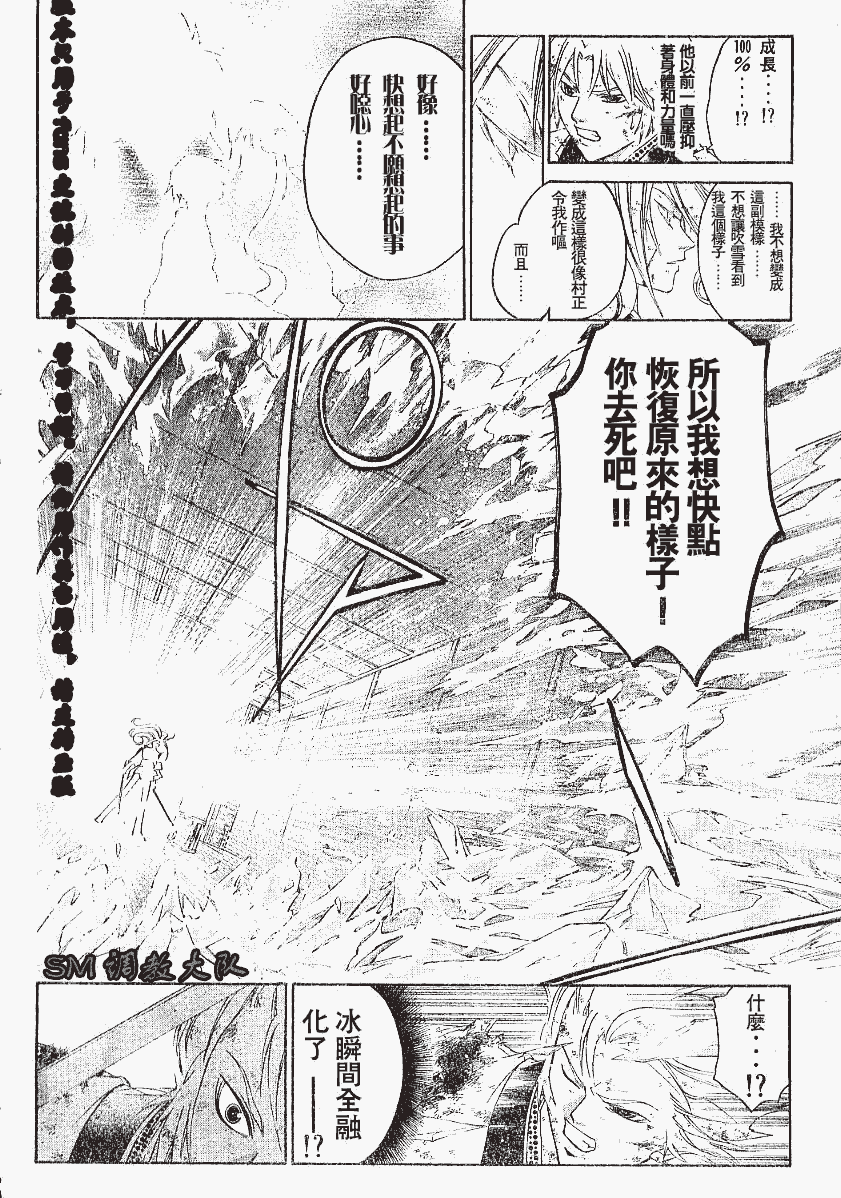 成長‥‥!?
100%‥‥!?
他以前一直壓抑
著身體和力量嗎
……我不想變成
這副模樣……
不想讓吹雪看到
我這個樣子……
變成這樣很像村正
令我作嘔
而且……
好像……
快想起不願想起的事
好噁心……
所以我想快點
恢復原來的樣子!
你去死吧!!
SM 调教大队
什麼‥‥!?
冰瞬間全融
化了——!?